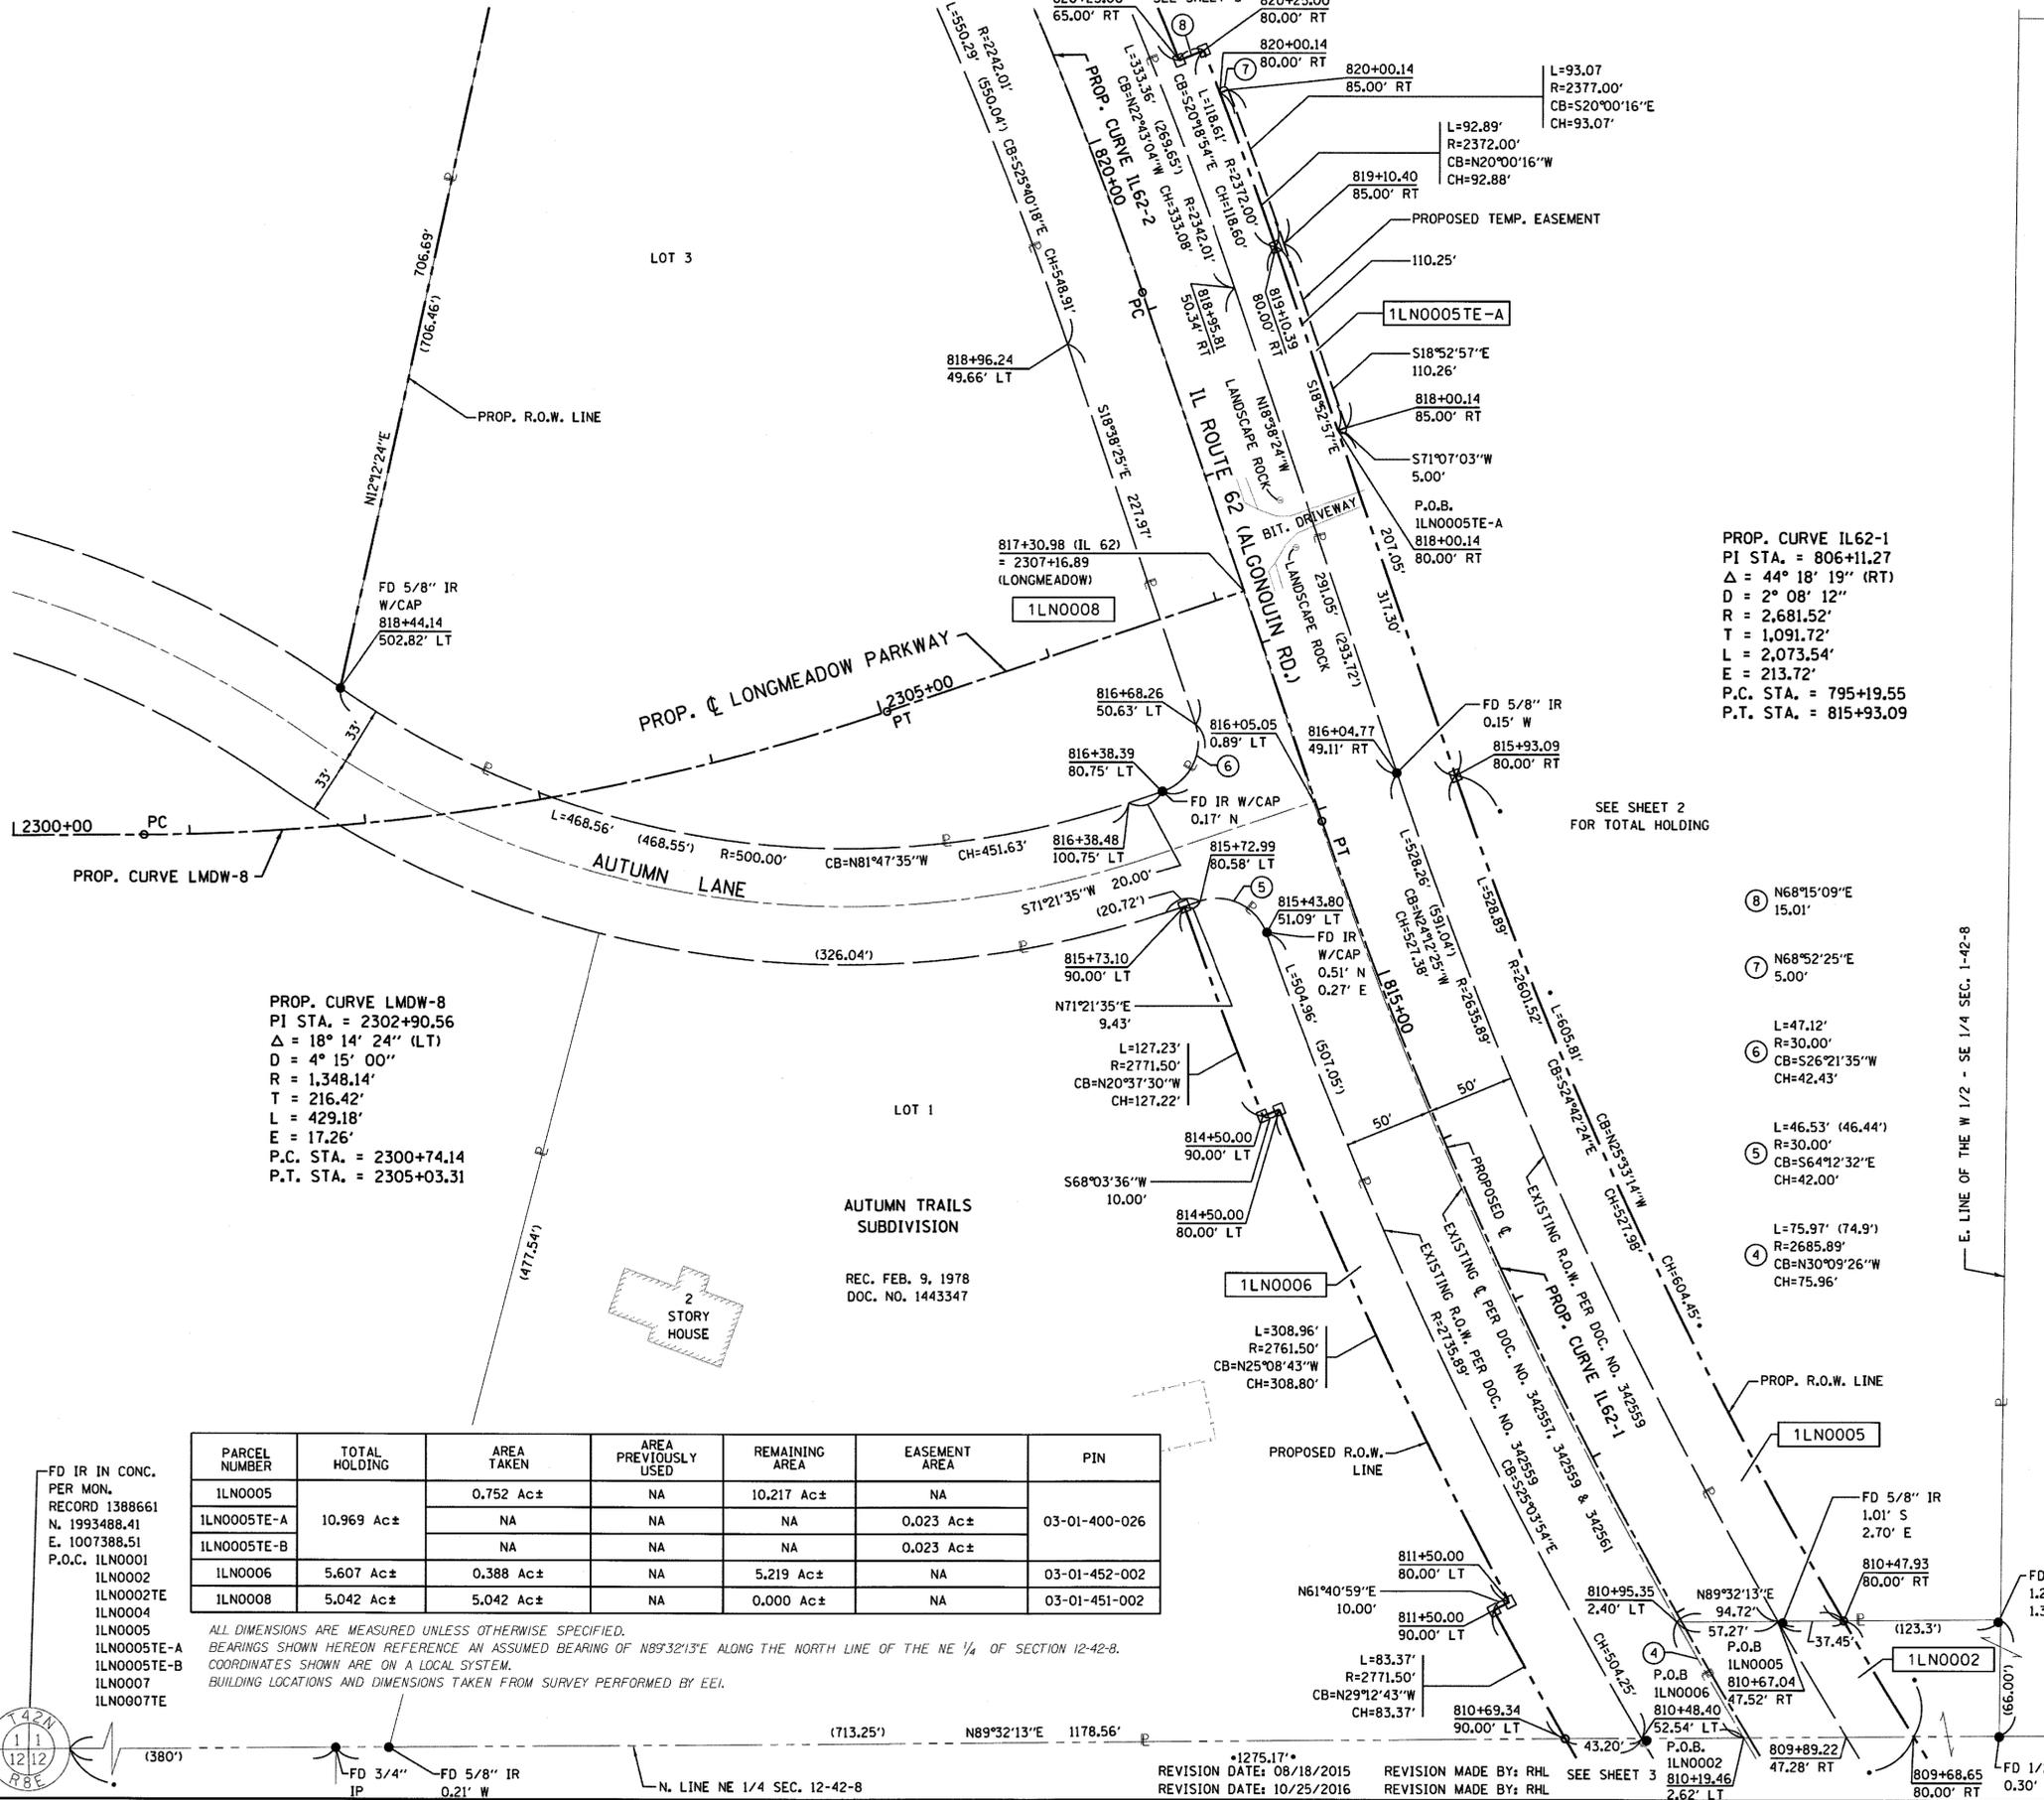 65.00' RT
80.00' RT
8
820+00.14
80.00' RT
7
820+00.14
85.00' RT
L=93.07
R=2377.00'
CB=S20°00'16"E
CH=93.07'
L=92.89'
R=2372.00'
CB=N20°00'16"W
CH=92.88'
819+10.40
85.00' RT
PROPOSED TEMP. EASEMENT
110.25'
1LN0005TE-A
S18°52'57"E
110.26'
818+00.14
85.00' RT
S71°07'03"W
5.00'
P.O.B.
1LN0005TE-A
818+00.14
80.00' RT
L=550.29' (550.04') CB=S25°40'18"E CH=548.91'
R=2242.01'
PROP. CURVE IL62-2
820+00
L=333.36' (269.65') R=2342.01'
CB=N22°43'04"W CH=333.08'
L=118.61' R=2372.00'
CB=S20°18'54"E CH=118.60'
PC
818+95.81
50.34' RT
819+10.39
80.00' RT
S18°52'57"E
706.69'
(706.46')
LOT 3
818+96.24
49.66' LT
PROP. R.O.W. LINE
N12°12'24"E
S18°38'25"E 227.97'
IL ROUTE 62 (ALGONQUIN RD.)
N18°38'24"W
LANDSCAPE ROCK
BIT. DRIVEWAY
LANDSCAPE ROCK
291.05' (293.72')
207.05'
317.30'
817+30.98 (IL 62)
= 2307+16.89
(LONGMEADOW)
1LN0008
FD 5/8" IR
W/CAP
818+44.14
502.82' LT
PROP. CURVE IL62-1
PI STA. = 806+11.27
Δ = 44° 18' 19" (RT)
D = 2° 08' 12"
R = 2,681.52'
T = 1,091.72'
L = 2,073.54'
E = 213.72'
P.C. STA. = 795+19.55
P.T. STA. = 815+93.09
PROP. ℄ LONGMEADOW PARKWAY
2305+00
PT
816+68.26
50.63' LT
816+05.05
0.89' LT
816+04.77
49.11' RT
FD 5/8" IR
0.15' W
815+93.09
80.00' RT
816+38.39
80.75' LT
6
FD IR W/CAP
0.17' N
33'
33'
2300+00
PC
PROP. CURVE LMDW-8
L=468.56' (468.55') R=500.00' CB=N81°47'35"W CH=451.63'
816+38.48
100.75' LT
AUTUMN LANE
SEE SHEET 2
FOR TOTAL HOLDING
PT
815+72.99
80.58' LT
S71°21'35"W 20.00'
(20.72')
5
815+43.80
51.09' LT
FD IR
W/CAP
0.51' N
0.27' E
(326.04')
815+73.10
90.00' LT
N71°21'35"E
9.43'
L=127.23'
R=2771.50'
CB=N20°37'30"W
CH=127.22'
L=504.96' (507.05')
815+00
L=528.26' (591.04') R=2635.89'
CB=N24°12'25"W
CH=527.38'
L=528.89' R=2601.52' CB=S24°42'24"E CH=527.98'
•L=605.81' CB=N25°33'14"W CH=604.45'•
8 N68°15'09"E
15.01'
7 N68°52'25"E
5.00'
6 L=47.12'
R=30.00'
CB=S26°21'35"W
CH=42.43'
5 L=46.53' (46.44')
R=30.00'
CB=S64°12'32"E
CH=42.00'
4 L=75.97' (74.9')
R=2685.89'
CB=N30°09'26"W
CH=75.96'
E. LINE OF THE W 1/2 - SE 1/4 SEC. 1-42-8
PROP. CURVE LMDW-8
PI STA. = 2302+90.56
Δ = 18° 14' 24" (LT)
D = 4° 15' 00"
R = 1,348.14'
T = 216.42'
L = 429.18'
E = 17.26'
P.C. STA. = 2300+74.14
P.T. STA. = 2305+03.31
LOT 1
50'
50'
814+50.00
90.00' LT
S68°03'36"W
10.00'
814+50.00
80.00' LT
(477.54')
AUTUMN TRAILS
SUBDIVISION
REC. FEB. 9, 1978
DOC. NO. 1443347
2
STORY
HOUSE
1LN0006
PROPOSED ℄
EXISTING R.O.W. PER DOC. NO. 342559
PROP. CURVE IL62-1
EXISTING ℄ PER DOC. NO. 342557, 342559 & 342561
EXISTING R.O.W. PER DOC. NO. 342559
R=2735.89' CB=S25°03'54"E
CH=504.25'
L=308.96'
R=2761.50'
CB=N25°08'43"W
CH=308.80'
PROP. R.O.W. LINE
1LN0005
PROPOSED R.O.W.
LINE
PARCEL NUMBER TOTAL HOLDING AREA TAKEN AREA PREVIOUSLY USED REMAINING AREA EASEMENT AREA PIN
1LN0005 10.969 Ac± 0.752 Ac± NA 10.217 Ac± NA 03-01-400-026
1LN0005TE-A NA NA NA 0.023 Ac±
1LN0005TE-B NA NA NA 0.023 Ac±
1LN0006 5.607 Ac± 0.388 Ac± NA 5.219 Ac± NA 03-01-452-002
1LN0008 5.042 Ac± 5.042 Ac± NA 0.000 Ac± NA 03-01-451-002
FD IR IN CONC.
PER MON.
RECORD 1388661
N. 1993488.41
E. 1007388.51
P.O.C. 1LN0001
1LN0002
1LN0002TE
1LN0004
1LN0005
1LN0005TE-A
1LN0005TE-B
1LN0007
1LN0007TE
ALL DIMENSIONS ARE MEASURED UNLESS OTHERWISE SPECIFIED.
BEARINGS SHOWN HEREON REFERENCE AN ASSUMED BEARING OF N89°32'13"E ALONG THE NORTH LINE OF THE NE 1/4 OF SECTION 12-42-8.
COORDINATES SHOWN ARE ON A LOCAL SYSTEM.
BUILDING LOCATIONS AND DIMENSIONS TAKEN FROM SURVEY PERFORMED BY EEI.
FD 5/8" IR
1.01' S
2.70' E
811+50.00
80.00' LT
N61°40'59"E
10.00'
811+50.00
90.00' LT
810+95.35
2.40' LT
N89°32'13"E
94.72'
57.27'
810+47.93
80.00' RT
37.45'
(123.3')
P.O.B
1LN0005
810+67.04
47.52' RT
1LN0002
4
P.O.B
1LN0006
810+48.40
52.54' LT
L=83.37'
R=2771.50'
CB=N29°12'43"W
CH=83.37'
810+69.34
90.00' LT
43.20'
(66.00')
T42N
1 1
12 12
R8E
(380')
FD 3/4"
IP
FD 5/8" IR
0.21' W
(713.25') N89°32'13"E 1178.56'
N. LINE NE 1/4 SEC. 12-42-8
•1275.17'•
REVISION DATE: 08/18/2015 REVISION MADE BY: RHL
REVISION DATE: 10/25/2016 REVISION MADE BY: RHL
SEE SHEET 3
P.O.B.
1LN0002
810+19.46
2.62' LT
809+89.22
47.28' RT
809+68.65
80.00' RT
0.30'